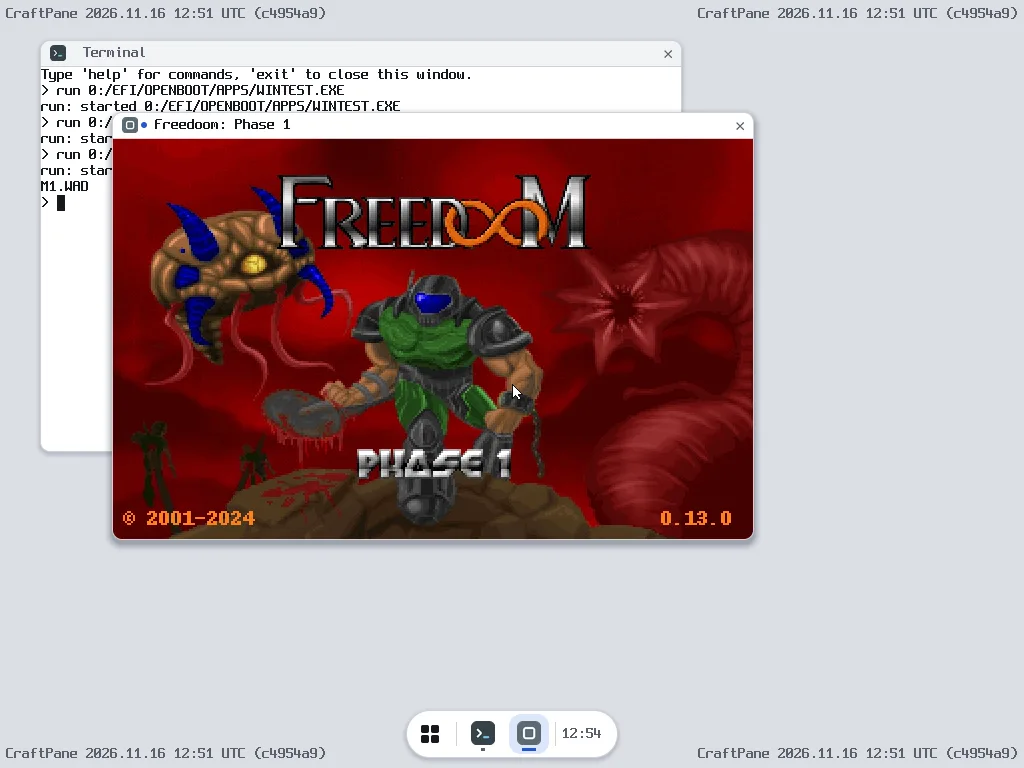 CraftPane 2026.11.16 12:51 UTC (c4954a9)
CraftPane 2026.11.16 12:51 UTC (c4954a9)
Terminal
Type 'help' for commands, 'exit' to close this window.
> run 0:/EFI/OPENBOOT/APPS/WINTEST.EXE
run: started 0:/EFI/OPENBOOT/APPS/WINTEST.EXE
> run 0:/
run: star
> run 0:/
run: star
M1.WAD
>
Freedoom: Phase 1
FREEDOOM
PHASE 1
© 2001-2024
0.13.0
12:54
CraftPane 2026.11.16 12:51 UTC (c4954a9)
CraftPane 2026.11.16 12:51 UTC (c4954a9)